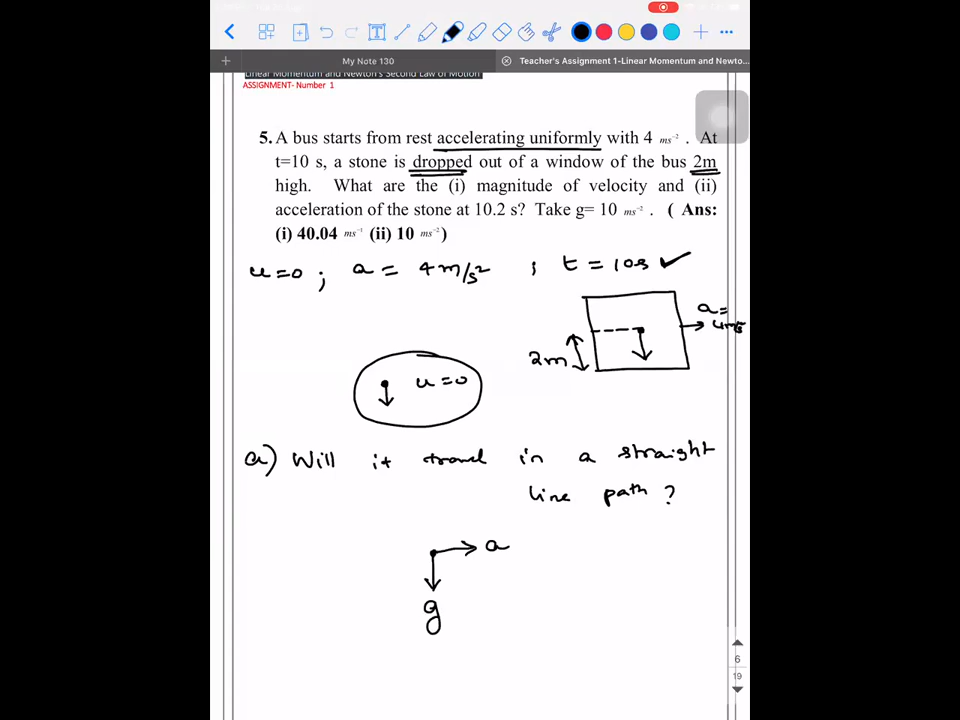 My Note 130
Teacher's Assignment 1-Linear Momentum and Newto...
Linear Momentum and Newton's Second Law of Motion
ASSIGNMENT- Number 1
5. A bus starts from rest accelerating uniformly with 4 ms⁻² . At
t=10 s, a stone is dropped out of a window of the bus 2m
high. What are the (i) magnitude of velocity and (ii)
acceleration of the stone at 10.2 s? Take g= 10 ms⁻² . ( Ans:
(i) 40.04 ms⁻¹ (ii) 10 ms⁻²)
u=0 ; a = 4m/s² ; t = 10s ✓
a=
4m/s
2m
u=0
a) Will it travel in a straight
line path ?
a
g
6
19